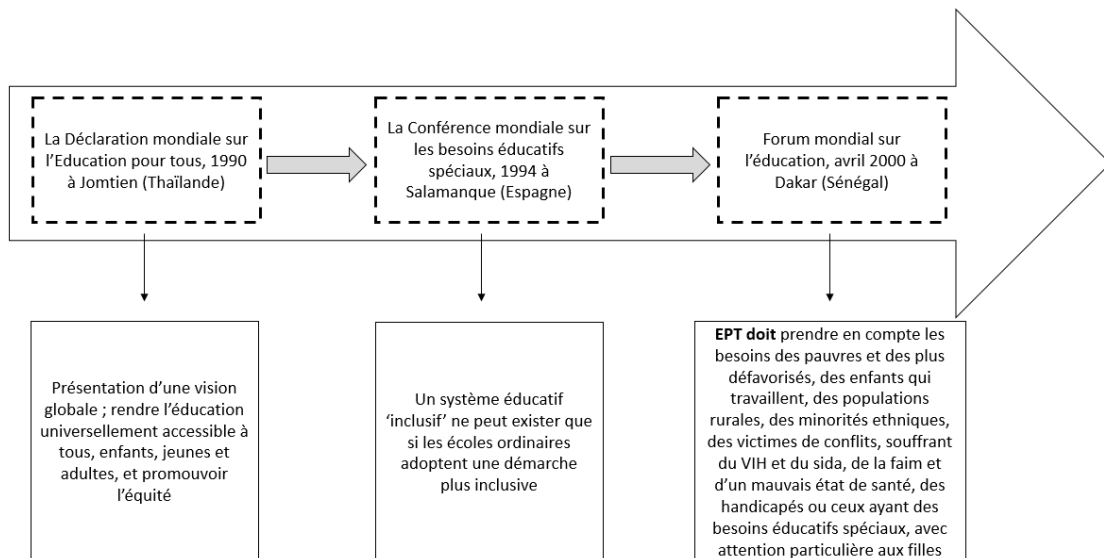 La Déclaration mondiale sur
l'Education pour tous, 1990
à Jomtien (Thaïlande)
La Conférence mondiale sur
les besoins éducatifs
spéciaux, 1994 à
Salamanque (Espagne)
Forum mondial sur
l'éducation, avril 2000 à
Dakar (Sénégal)
Présentation d'une vision
globale ; rendre l'éducation
universellement accessible à
tous, enfants, jeunes et
adultes, et promouvoir
l'équité
Un système éducatif
'inclusif' ne peut exister que
si les écoles ordinaires
adoptent une démarche
plus inclusive
EPT doit prendre en compte les
besoins des pauvres et des plus
défavorisés, des enfants qui
travaillent, des populations
rurales, des minorités ethniques,
des victimes de conflits, souffrant
du VIH et du sida, de la faim et
d'un mauvais état de santé, des
handicapés ou ceux ayant des
besoins éducatifs spéciaux, avec
attention particulière aux filles